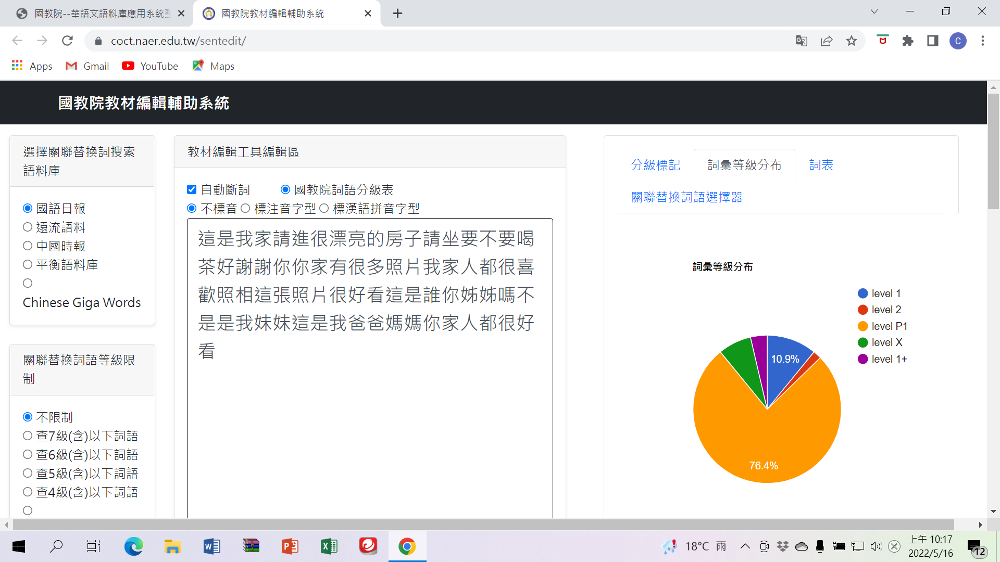 國教院--華語文語料庫應用系統整
國教院教材編輯輔助系統
coct.naer.edu.tw/sentedit/
C
Apps
Gmail
YouTube
Maps
國教院教材編輯輔助系統
選擇關聯替換詞搜索
語料庫
國語日報
遠流語料
中國時報
平衡語料庫
Chinese Giga Words
關聯替換詞語等級限
制
不限制
查7級(含)以下詞語
查6級(含)以下詞語
查5級(含)以下詞語
查4級(含)以下詞語
教材編輯工具編輯區
自動斷詞 國教院詞語分級表
不標音 標注音字型 標漢語拼音字型
這是我家請進很漂亮的房子請坐要不要喝
茶好謝謝你你家有很多照片我家人都很喜
歡照相這張照片很好看這是誰你姊姊嗎不
是是我妹妹這是我爸爸媽媽你家人都很好
看
分級標記 詞彙等級分布 詞表
關聯替換詞語選擇器
詞彙等級分布
level 1
level 2
level P1
level X
level 1+
10.9%
76.4%
18°C 雨
上午 10:17
2022/5/16
12